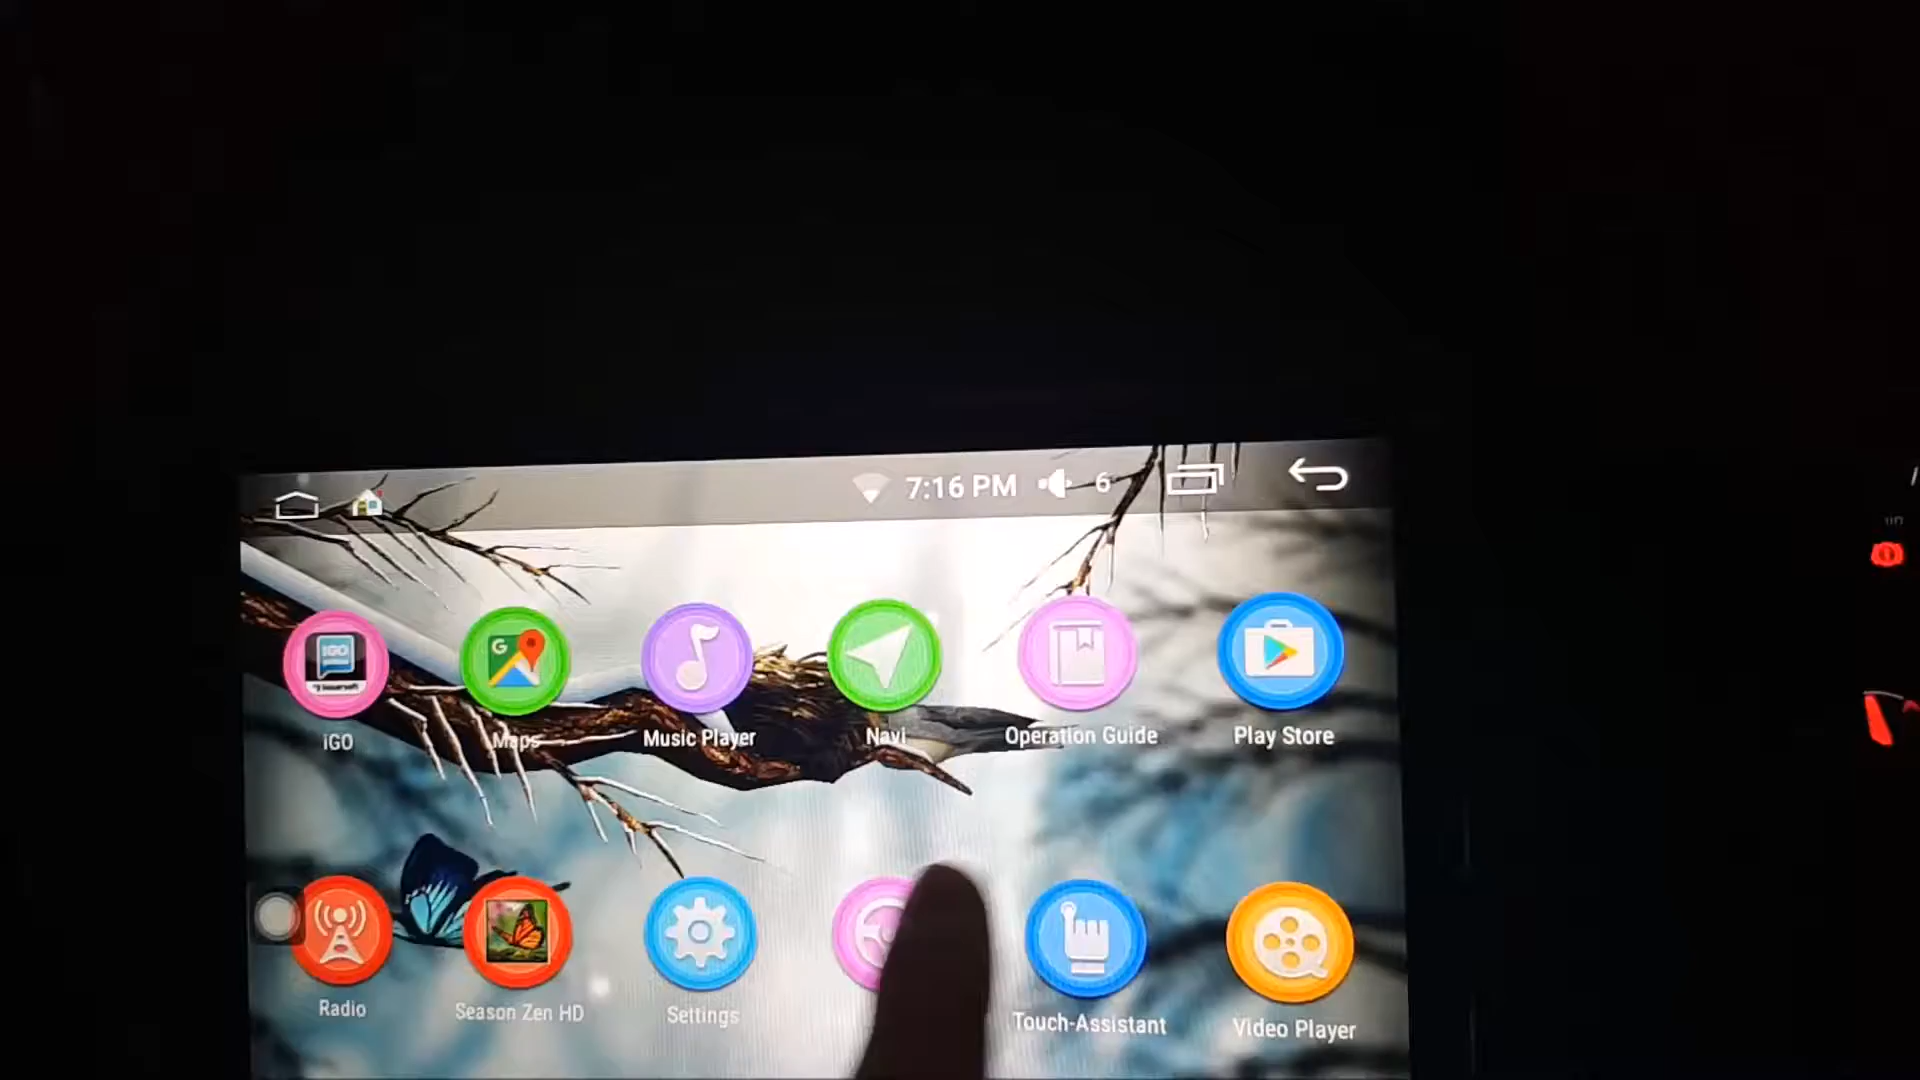 7:16 PM 6
iGO Maps Music Player Navi Operation Guide Play Store
Radio Season Zen HD Settings Touch-Assistant Video Player